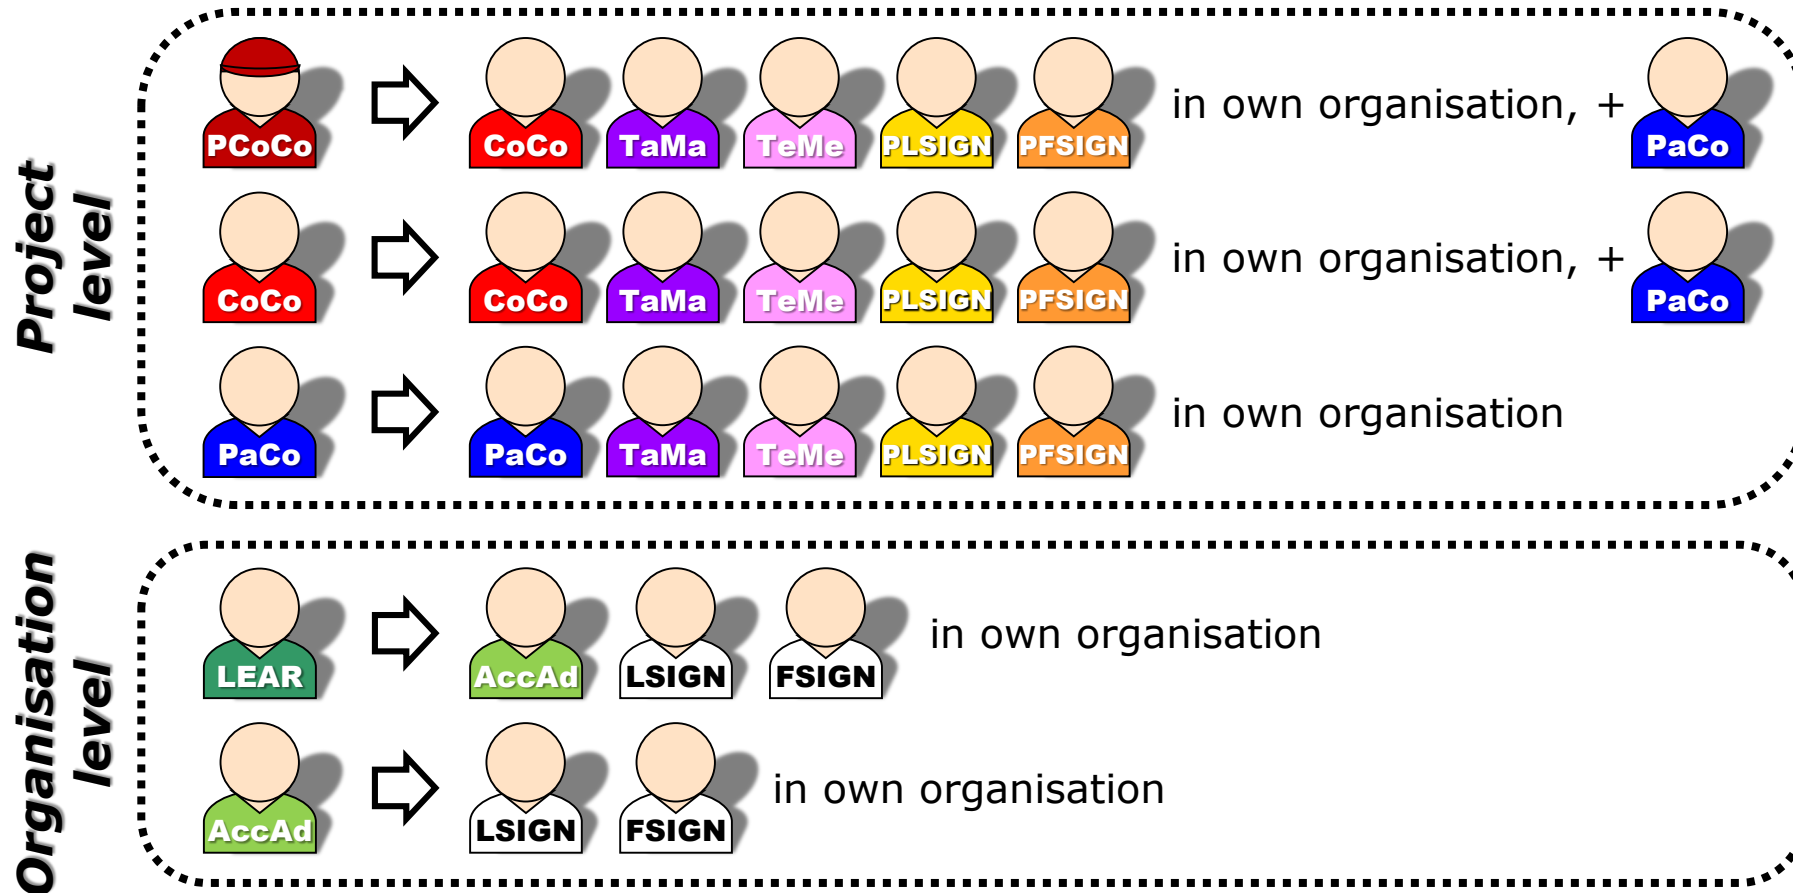 Project
level
PCoCo CoCo TaMa TeMe PLSIGN PFSIGN in own organisation, + PaCo
CoCo CoCo TaMa TeMe PLSIGN PFSIGN in own organisation, + PaCo
PaCo PaCo TaMa TeMe PLSIGN PFSIGN in own organisation
Organisation
level
LEAR AccAd LSIGN FSIGN in own organisation
AccAd LSIGN FSIGN in own organisation